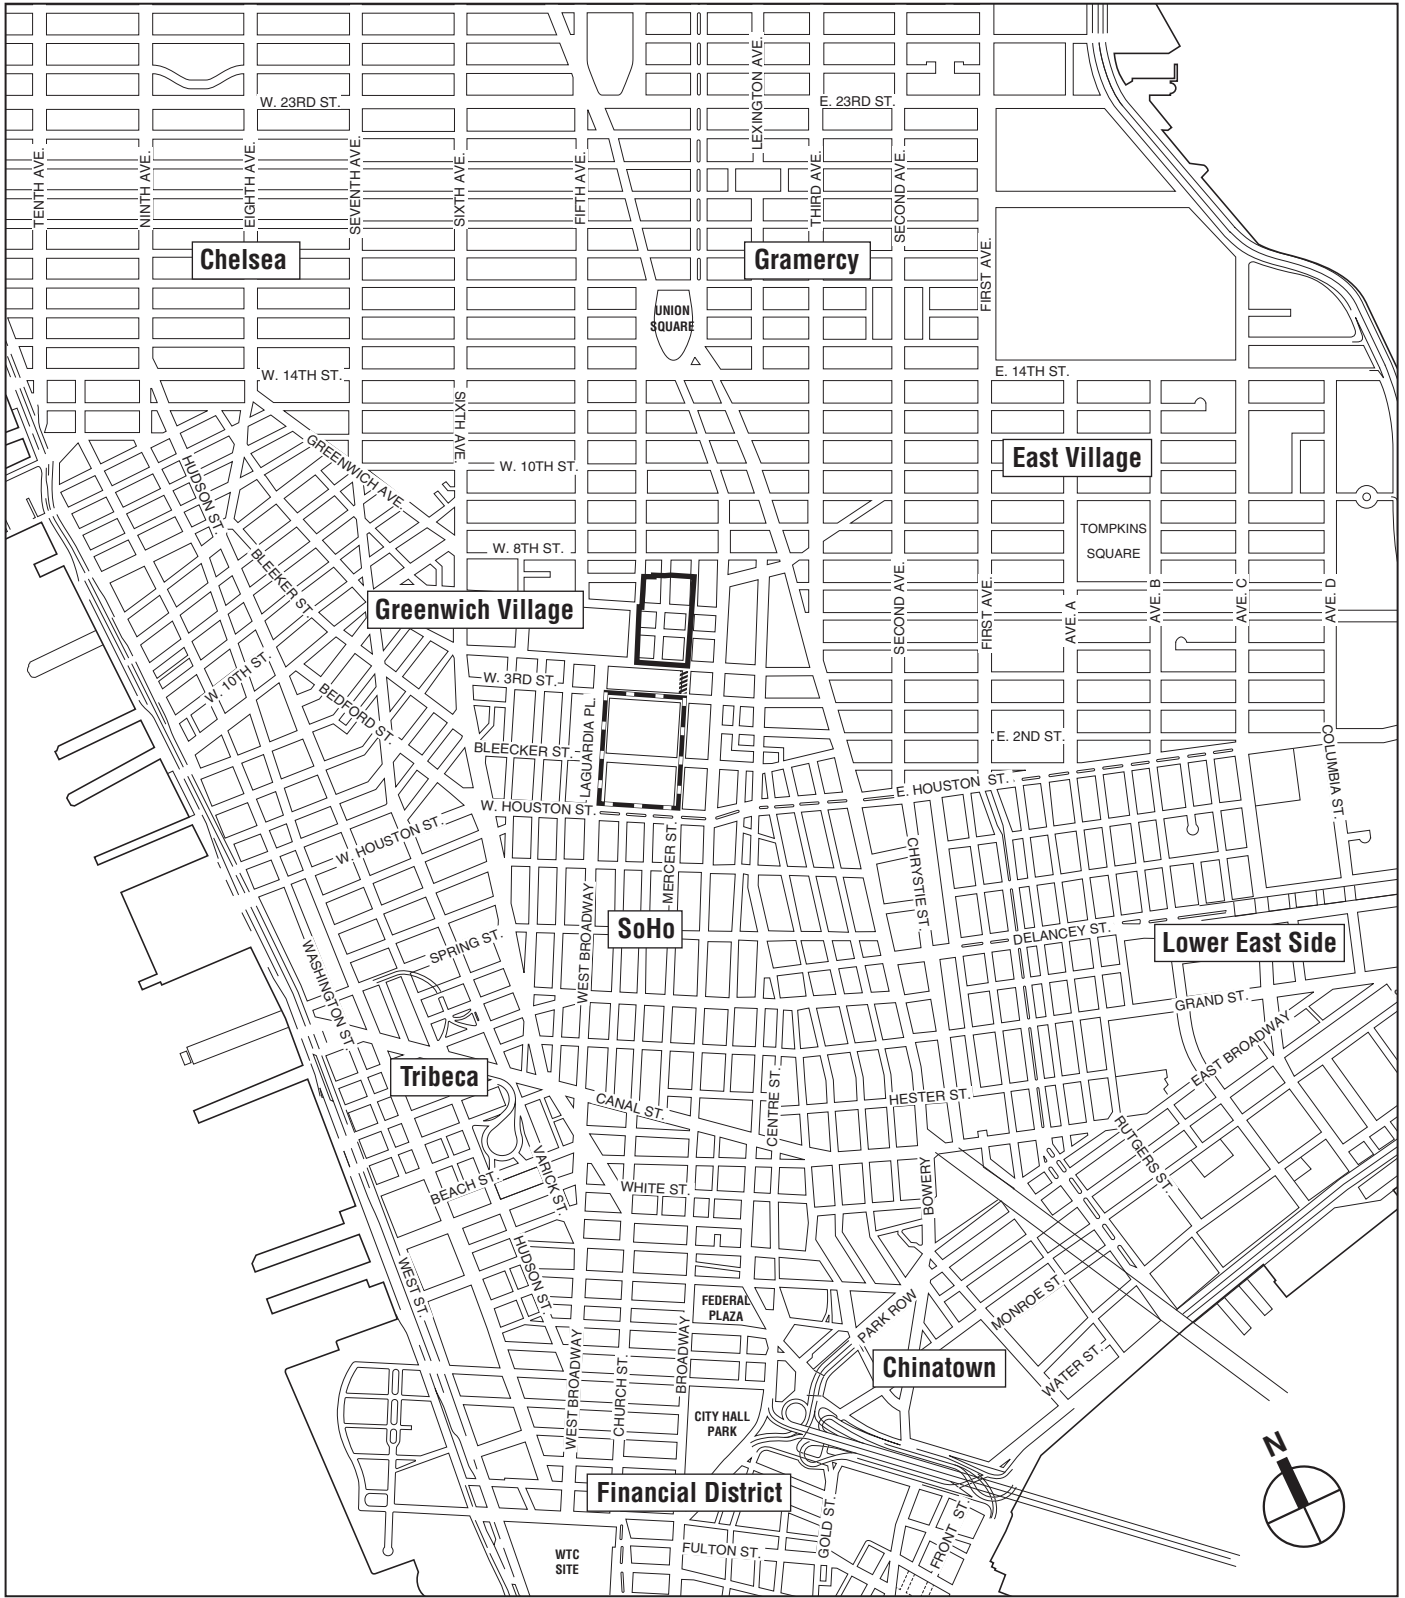 LEXINGTON AVE.
W. 23RD ST.
E. 23RD ST.
TENTH AVE.
NINTH AVE.
EIGHTH AVE.
SEVENTH AVE.
SIXTH AVE.
FIFTH AVE.
THIRD AVE.
SECOND AVE.
FIRST AVE.
Chelsea
Gramercy
UNION
SQUARE
W. 14TH ST.
E. 14TH ST.
SIXTH AVE.
GREENWICH AVE.
HUDSON ST.
W. 10TH ST.
East Village
TOMPKINS
SQUARE
W. 8TH ST.
BLEEKER ST.
Greenwich Village
SECOND AVE.
FIRST AVE.
AVE. A
AVE. B
AVE. C
AVE. D
W. 10TH ST.
W. 3RD ST.
BEDFORD ST.
LAGUARDIA PL.
BLEECKER ST.
E. 2ND ST.
COLUMBIA ST.
E. HOUSTON ST.
W. HOUSTON ST.
W. HOUSTON ST.
MERCER ST.
CHRYSTIE ST.
WEST BROADWAY
SoHo
SPRING ST.
DELANCEY ST.
Lower East Side
WASHINGTON ST.
GRAND ST.
EAST BROADWAY
Tribeca
CANAL ST.
CENTRE ST.
HESTER ST.
RUTGERS ST.
VARICK ST.
BEACH ST.
WHITE ST.
BOWERY
WEST ST.
HUDSON ST.
FEDERAL
PLAZA
PARK ROW
MONROE ST.
WATER ST.
Chinatown
WEST BROADWAY
CHURCH ST.
BROADWAY
CITY HALL
PARK
N
Financial District
GOLD ST.
FRONT ST.
FULTON ST.
WTC
SITE